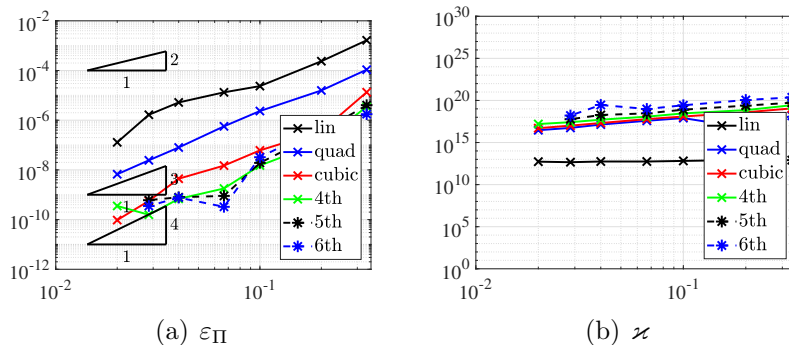 10^-2
10^-4
10^-6
10^-8
10^-10
10^-12
10^-2
10^-1
2
1
3
1
4
1
lin
quad
cubic
4th
5th
6th
(a) ε_Π
10^30
10^25
10^20
10^15
10^10
10^5
10^0
10^-2
10^-1
lin
quad
cubic
4th
5th
6th
(b) ϰ